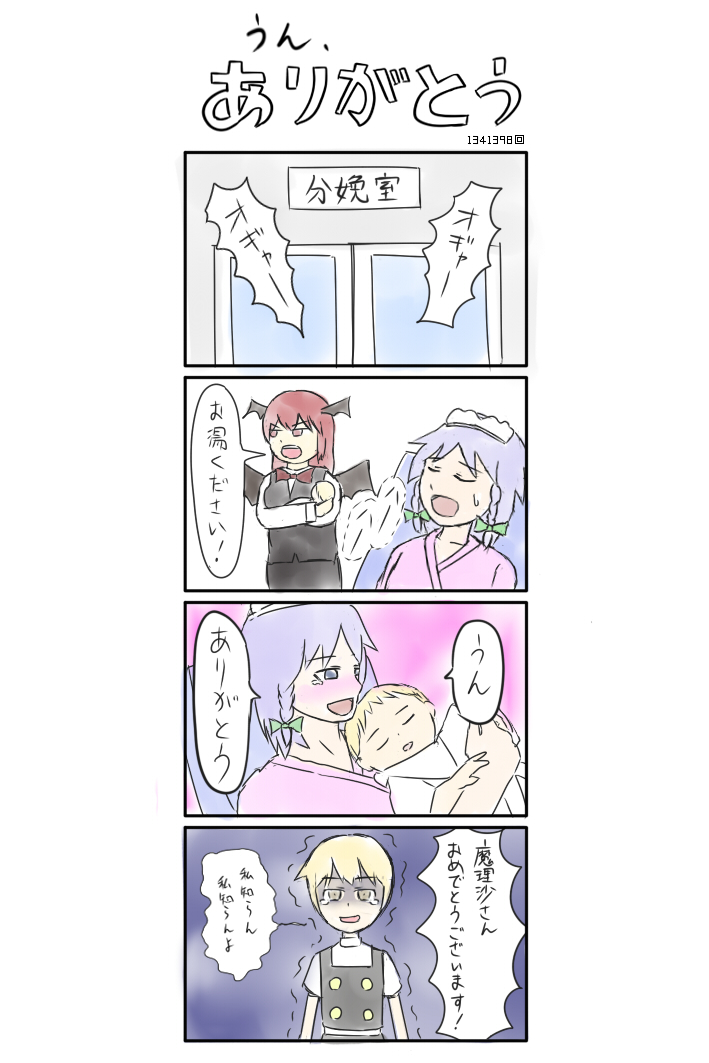 うん、
ありがとう
1341398回
分娩室
オギャー
オギャー
お湯ください!
うん
ありがとう
魔理沙さん
おめでとうございます!
私知らん
私知らんよ